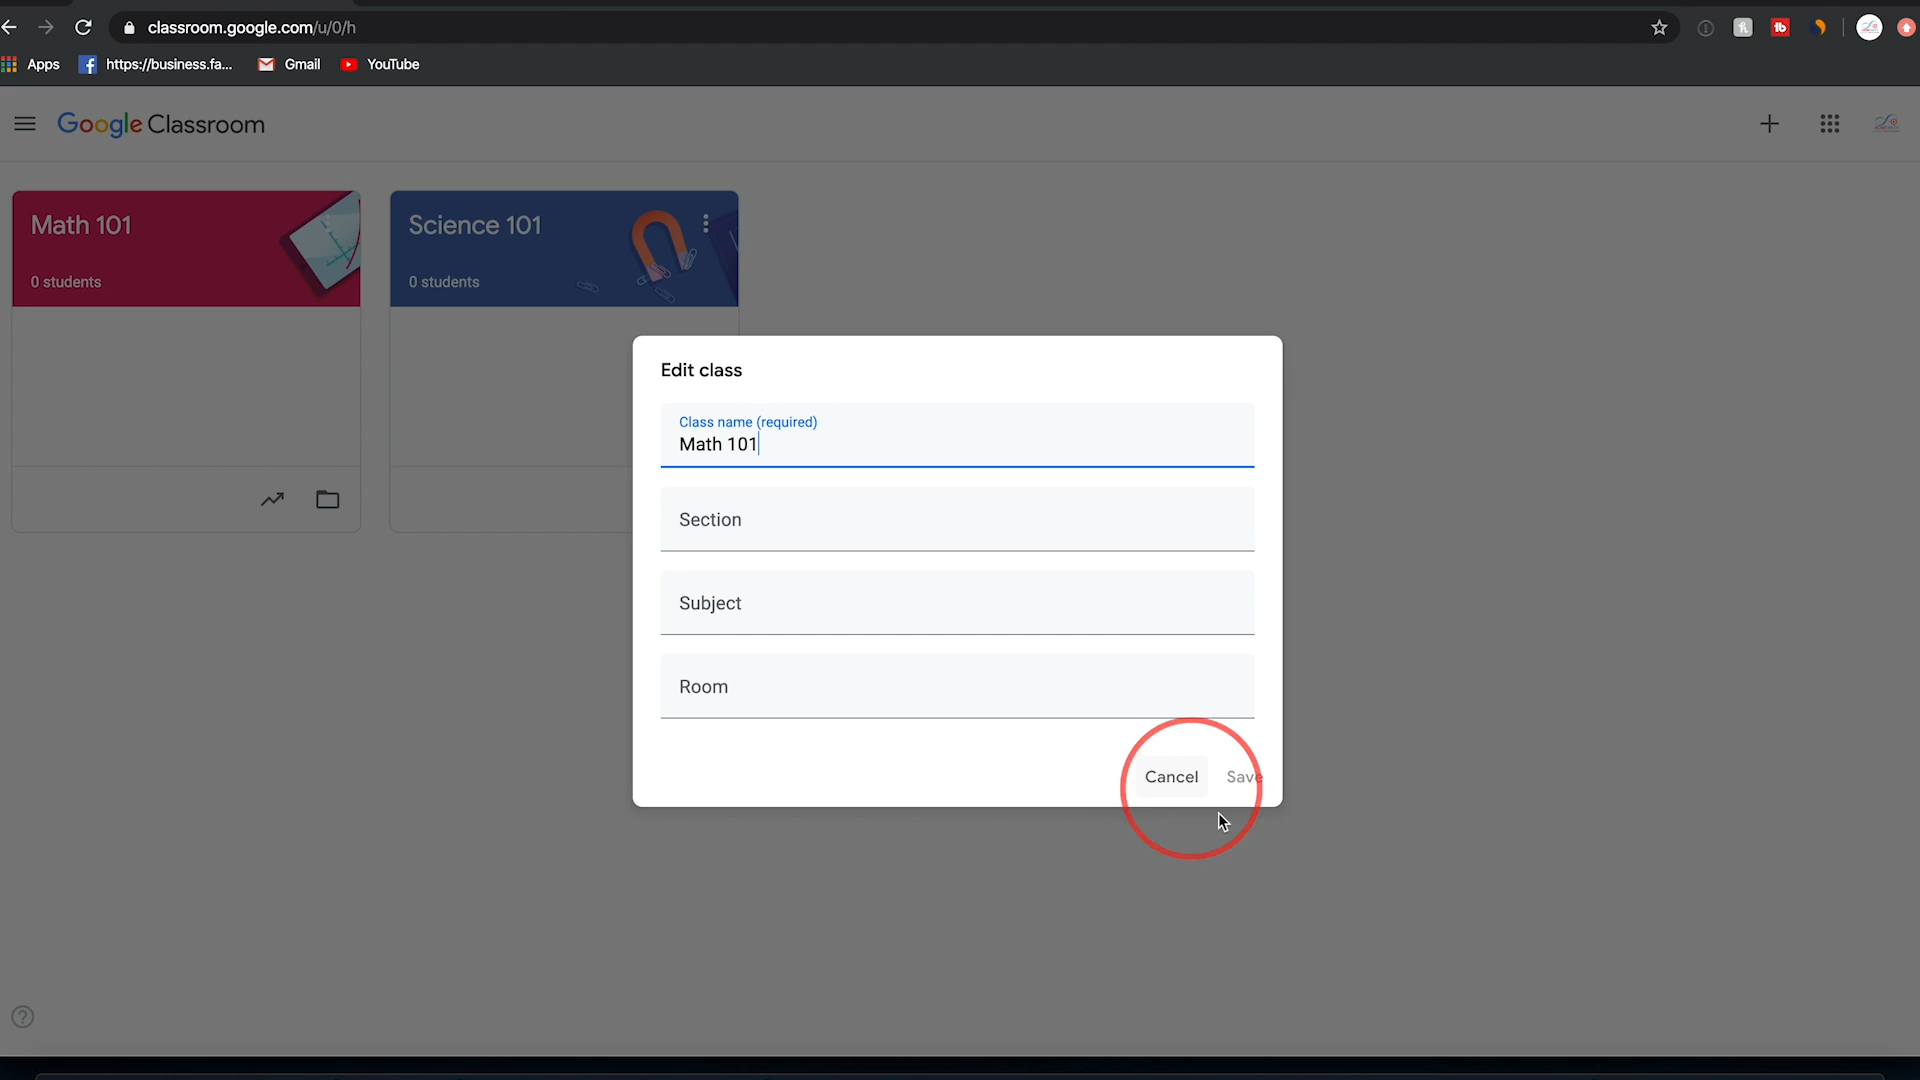 classroom.google.com/u/0/h
Apps
https://business.fa...
Gmail
YouTube
Google Classroom
Math 101
0 students
Science 101
0 students
Edit class
Class name (required)
Math 101
Section
Subject
Room
Cancel Save